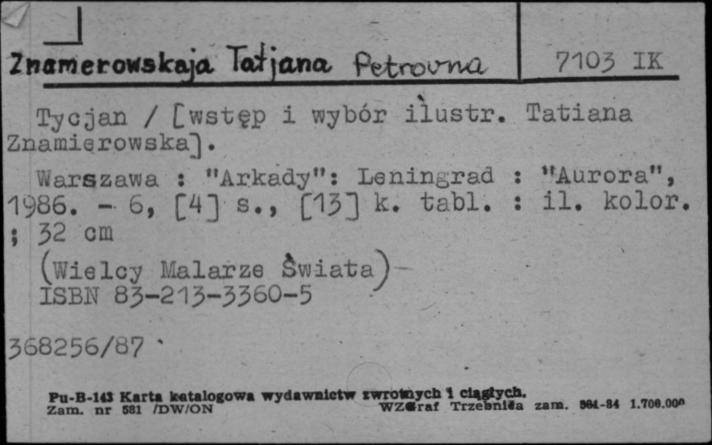 Znamerowskaja Tatjana Petrovna 7103 IK
Tycjan / [wstęp i wybór ilustr. Tatiana
Znamierowska].
Warszawa : "Arkady": Leningrad : "Aurora",
1986. - 6, [4] s., [13] k. tabl. : il. kolor.
; 32 cm
(Wielcy Malarze Świata)
ISBN 83-213-3360-5
368256/87
Pu-B-143 Karta katalogowa wydawnictw zwrotnych i ciągłych.
Zam. nr 581 /DW/ON WZGraf Trzebnica zam. 564-84 1.700.000